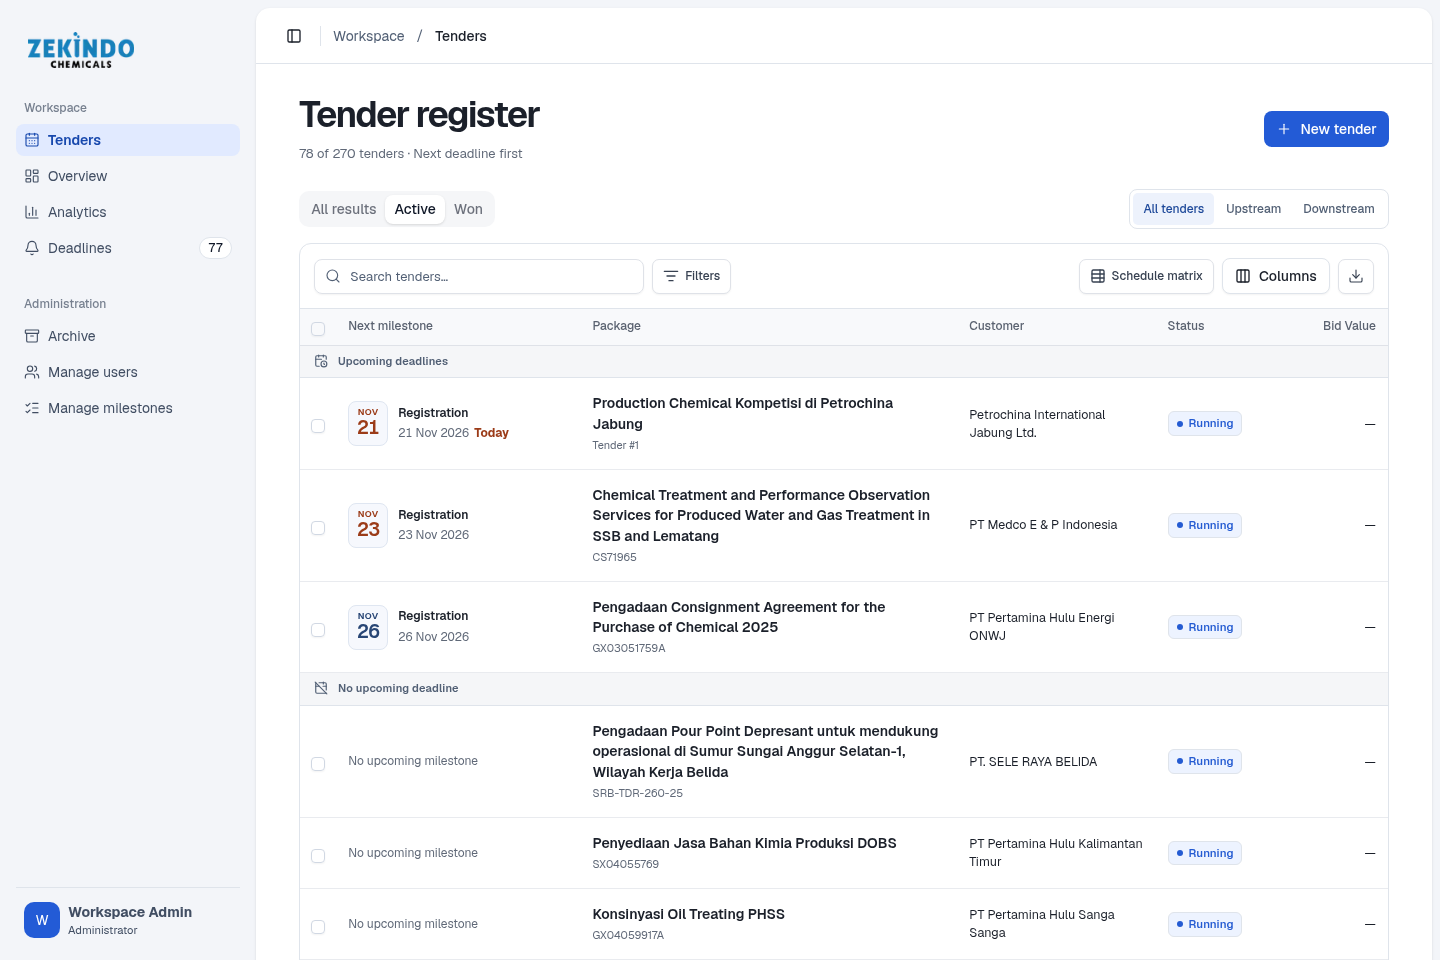 ZEKINDO
CHEMICALS
Workspace
Tenders
Overview
Analytics
Deadlines 77
Administration
Archive
Manage users
Manage milestones
W
Workspace Admin
Administrator
Workspace / Tenders
Tender register
78 of 270 tenders · Next deadline first
New tender
All results Active Won
All tenders Upstream Downstream
Search tenders…
Filters
Schedule matrix
Columns
Next milestone Package Customer Status Bid Value
Upcoming deadlines
NOV
21
Registration
21 Nov 2026 Today
Production Chemical Kompetisi di Petrochina
Jabung
Tender #1
Petrochina International
Jabung Ltd.
Running
—
NOV
23
Registration
23 Nov 2026
Chemical Treatment and Performance Observation
Services for Produced Water and Gas Treatment in
SSB and Lematang
CS71965
PT Medco E & P Indonesia
Running
—
NOV
26
Registration
26 Nov 2026
Pengadaan Consignment Agreement for the
Purchase of Chemical 2025
GX03051759A
PT Pertamina Hulu Energi
ONWJ
Running
—
No upcoming deadline
No upcoming milestone
Pengadaan Pour Point Depresant untuk mendukung
operasional di Sumur Sungai Anggur Selatan-1,
Wilayah Kerja Belida
SRB-TDR-260-25
PT. SELE RAYA BELIDA
Running
—
No upcoming milestone
Penyediaan Jasa Bahan Kimia Produksi DOBS
SX04055769
PT Pertamina Hulu Kalimantan
Timur
Running
—
No upcoming milestone
Konsinyasi Oil Treating PHSS
GX04059917A
PT Pertamina Hulu Sanga
Sanga
Running
—